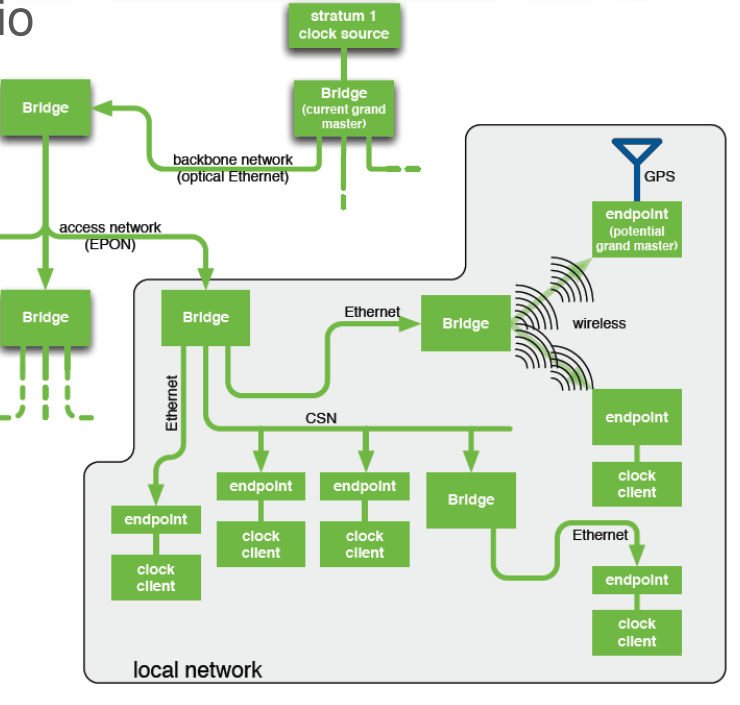 io
stratum 1
clock source
Bridge
Bridge
(current grand
master)
backbone network
(optical Ethernet)
GPS
endpoint
(potential
grand master)
access network
(EPON)
Bridge
Bridge
Ethernet
Bridge
wireless
Ethernet
CSN
endpoint
clock
client
endpoint
clock
client
endpoint
clock
client
Bridge
endpoint
clock
client
Ethernet
endpoint
clock
client
local network